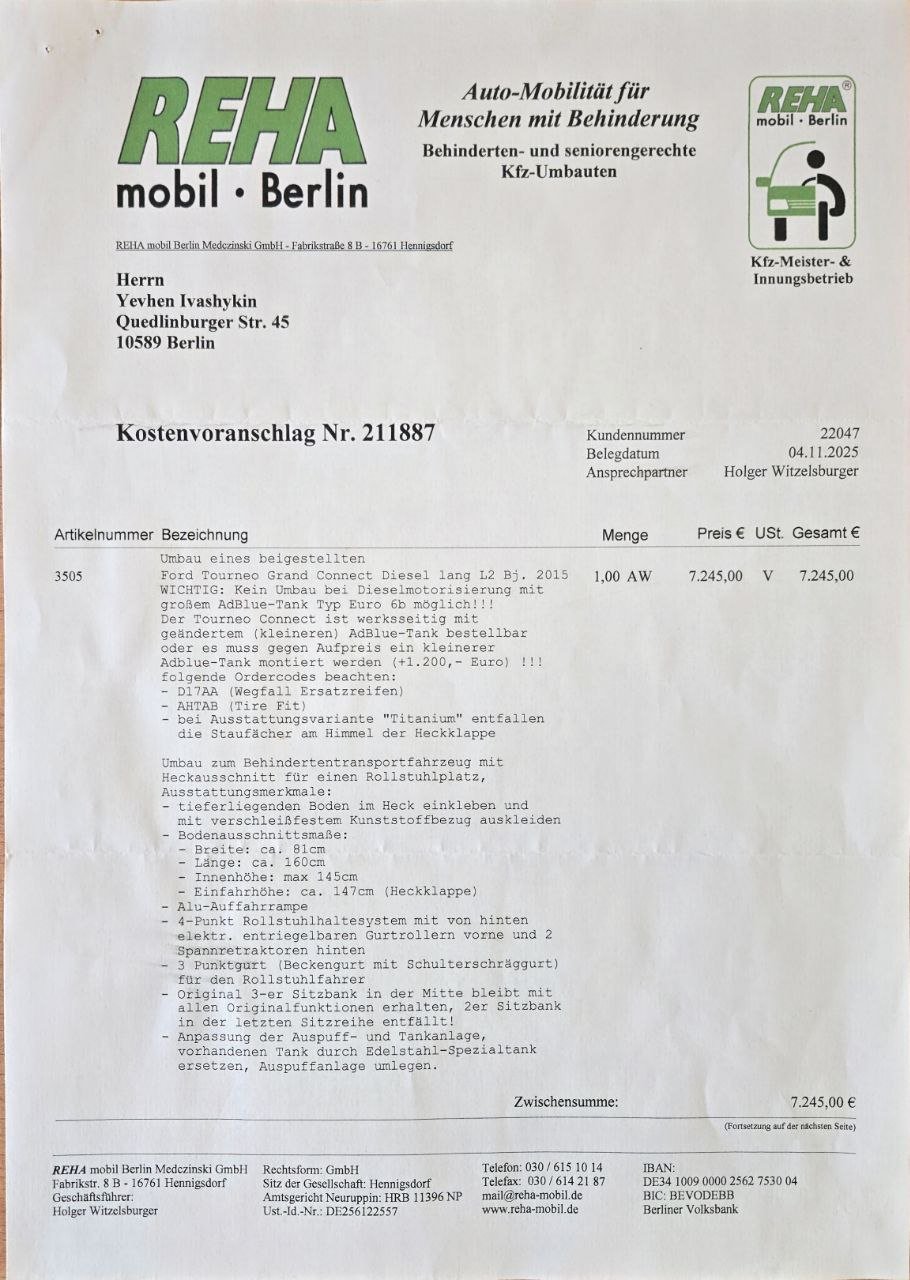 REHA
mobil · Berlin
Auto-Mobilität für
Menschen mit Behinderung
Behinderten- und seniorengerechte
Kfz-Umbauten
REHA®
mobil · Berlin
Kfz-Meister- &
Innungsbetrieb
REHA mobil Berlin Medczinski GmbH - Fabrikstraße 8 B - 16761 Hennigsdorf
Herrn
Yevhen Ivashykin
Quedlinburger Str. 45
10589 Berlin
Kostenvoranschlag Nr. 211887
Kundennummer 22047
Belegdatum 04.11.2025
Ansprechpartner Holger Witzelsburger
Artikelnummer Bezeichnung Menge Preis € USt. Gesamt €
Umbau eines beigestellten
3505 Ford Tourneo Grand Connect Diesel lang L2 Bj. 2015 1,00 AW 7.245,00 V 7.245,00
WICHTIG: Kein Umbau bei Dieselmotorisierung mit
großem AdBlue-Tank Typ Euro 6b möglich!!!
Der Tourneo Connect ist werksseitig mit
geändertem (kleineren) AdBlue-Tank bestellbar
oder es muss gegen Aufpreis ein kleinerer
Adblue-Tank montiert werden (+1.200,- Euro) !!!
folgende Ordercodes beachten:
- D17AA (Wegfall Ersatzreifen)
- AHTAB (Tire Fit)
- bei Ausstattungsvariante "Titanium" entfallen
die Staufächer am Himmel der Heckklappe
Umbau zum Behindertentransportfahrzeug mit
Heckausschnitt für einen Rollstuhlplatz,
Ausstattungsmerkmale:
- tieferliegenden Boden im Heck einkleben und
mit verschleißfestem Kunststoffbezug auskleiden
- Bodenausschnittsmaße:
- Breite: ca. 81cm
- Länge: ca. 160cm
- Innenhöhe: max 145cm
- Einfahrhöhe: ca. 147cm (Heckklappe)
- Alu-Auffahrrampe
- 4-Punkt Rollstuhlhaltesystem mit von hinten
elektr. entriegelbaren Gurtrollern vorne und 2
Spannretraktoren hinten
- 3 Punktgurt (Beckengurt mit Schulterschräggurt)
für den Rollstuhlfahrer
- Original 3-er Sitzbank in der Mitte bleibt mit
allen Originalfunktionen erhalten, 2er Sitzbank
in der letzten Sitzreihe entfällt!
- Anpassung der Auspuff- und Tankanlage,
vorhandenen Tank durch Edelstahl-Spezialtank
ersetzen, Auspuffanlage umlegen.
Zwischensumme: 7.245,00 €
(Fortsetzung auf der nächsten Seite)
REHA mobil Berlin Medczinski GmbH
Fabrikstr. 8 B - 16761 Hennigsdorf
Geschäftsführer:
Holger Witzelsburger
Rechtsform: GmbH
Sitz der Gesellschaft: Hennigsdorf
Amtsgericht Neuruppin: HRB 11396 NP
Ust.-Id.-Nr.: DE256122557
Telefon: 030 / 615 10 14
Telefax: 030 / 614 21 87
mail@reha-mobil.de
www.reha-mobil.de
IBAN:
DE34 1009 0000 2562 7530 04
BIC: BEVODEBB
Berliner Volksbank